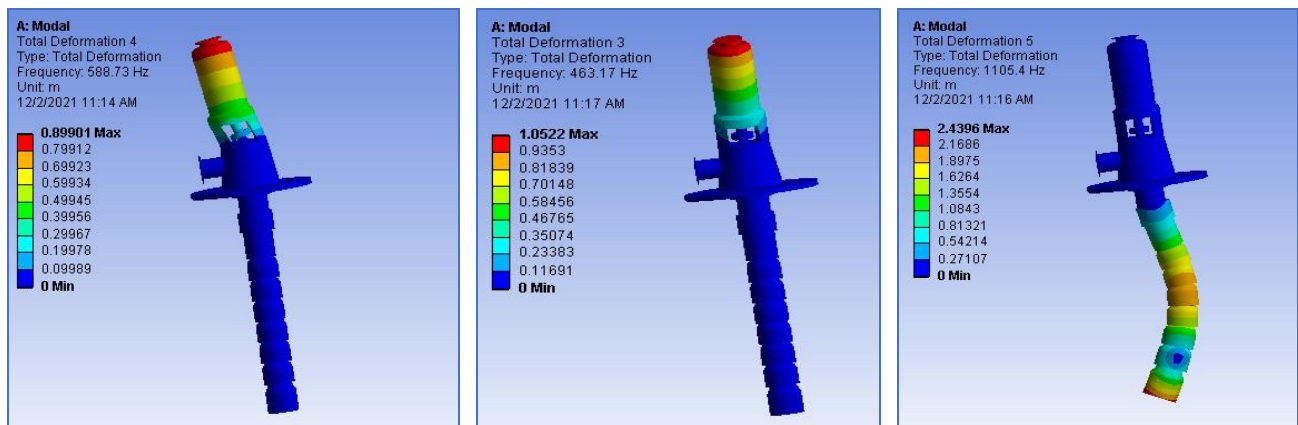 A: Modal
Total Deformation 4
Type: Total Deformation
Frequency: 588.73 Hz
Unit: m
12/2/2021 11:14 AM
0.89901 Max
0.79912
0.69923
0.59934
0.49945
0.39956
0.29967
0.19978
0.09989
0 Min
A: Modal
Total Deformation 3
Type: Total Deformation
Frequency: 463.17 Hz
Unit: m
12/2/2021 11:17 AM
1.0522 Max
0.9353
0.81839
0.70148
0.58456
0.46765
0.35074
0.23383
0.11691
0 Min
A: Modal
Total Deformation 5
Type: Total Deformation
Frequency: 1105.4 Hz
Unit: m
12/2/2021 11:16 AM
2.4396 Max
2.1686
1.8975
1.6264
1.3554
1.0843
0.81321
0.54214
0.27107
0 Min